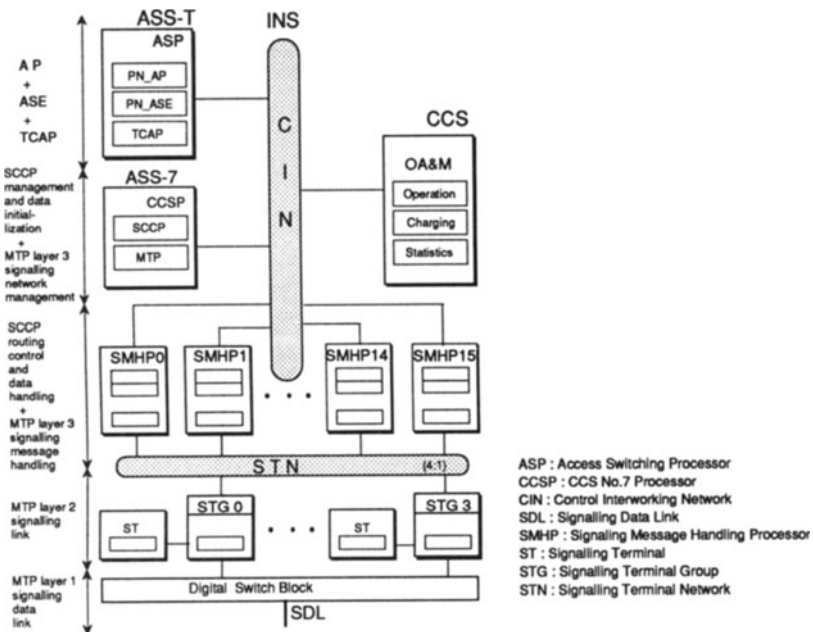 ASS-T
INS
ASP
PN_AP
PN_ASE
TCAP
A P
+
ASE
+
TCAP
C
I
N
CCS
OA&M
Operation
Charging
Statistics
ASS-7
CCSP
SCCP
MTP
SCCP
management
and data
initial-
lization
+
MTP layer 3
signalling
network
management
SCCP
routing
control
and
data
handling
+
MTP layer 3
signalling
message
handling
SMHP0
SMHP1
SMHP14
SMHP15
. . .
S T N
(4:1)
MTP layer 2
signalling
link
ST
STG 0
. . .
ST
STG 3
MTP layer 1
signalling
data
link
Digital Switch Block
SDL
ASP : Access Switching Processor
CCSP : CCS No.7 Processor
CIN : Control Interworking Network
SDL : Signalling Data Link
SMHP : Signaling Message Handling Processor
ST : Signalling Terminal
STG : Signalling Terminal Group
STN : Signalling Terminal Network